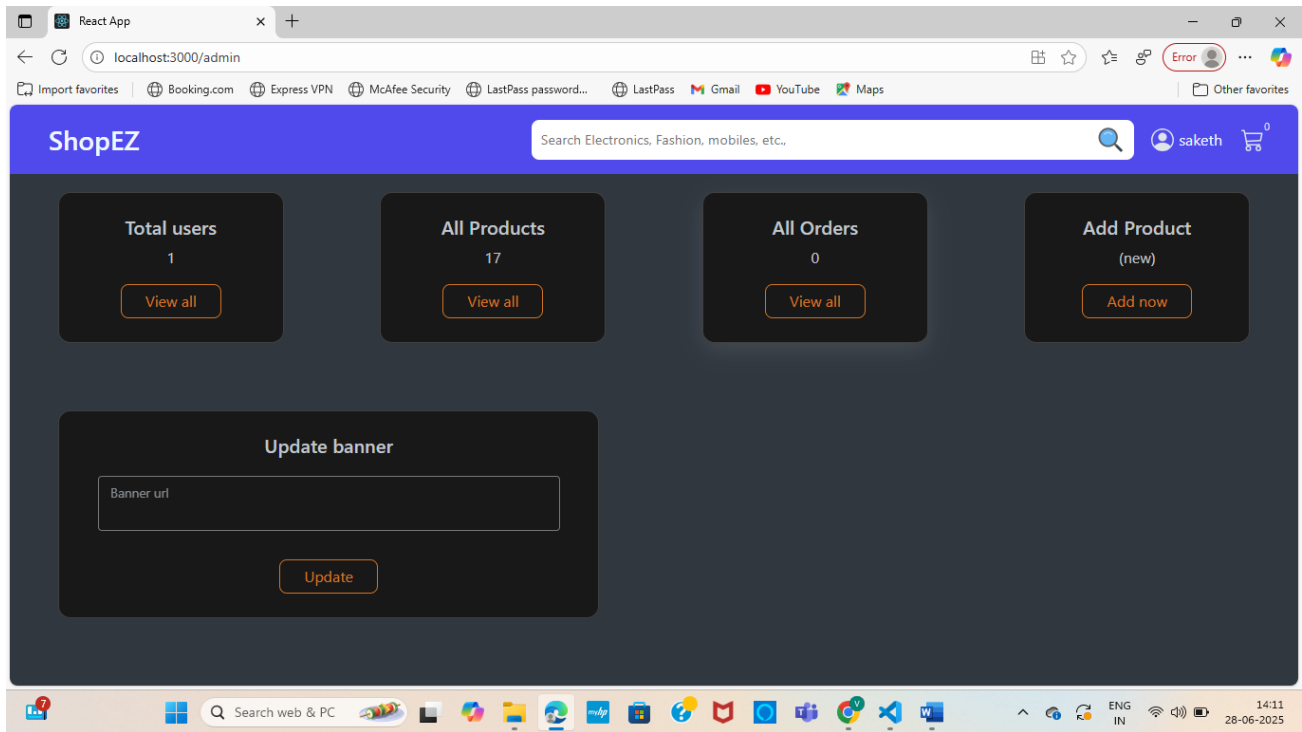 React App
localhost:3000/admin
Error
Import favorites
Booking.com
Express VPN
McAfee Security
LastPass password...
LastPass
Gmail
YouTube
Maps
Other favorites
ShopEZ
Search Electronics, Fashion, mobiles, etc.,
saketh
0
Total users
1
View all
All Products
17
View all
All Orders
0
View all
Add Product
(new)
Add now
Update banner
Banner url
Update
7
Search web & PC
myhp
V
ENG
IN
14:11
28-06-2025